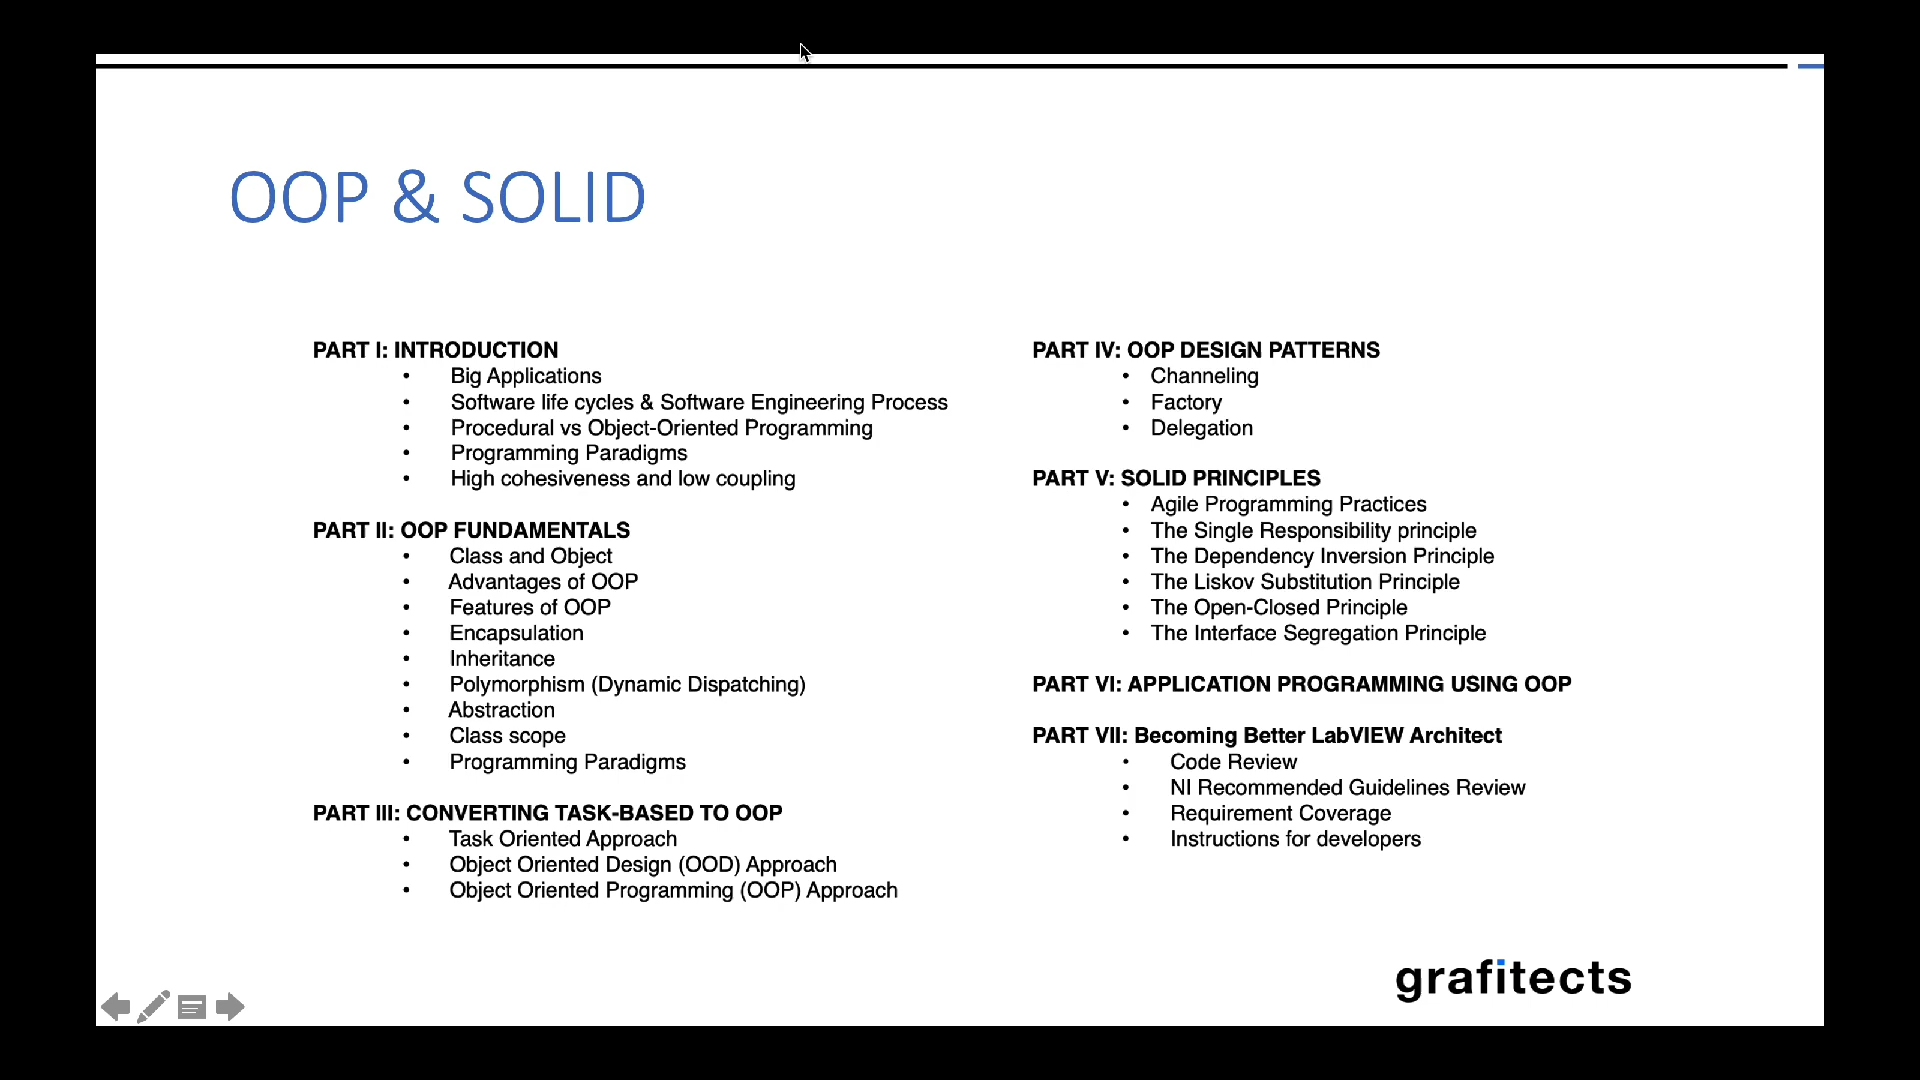 OOP & SOLID
PART I: INTRODUCTION
• Big Applications
• Software life cycles & Software Engineering Process
• Procedural vs Object-Oriented Programming
• Programming Paradigms
• High cohesiveness and low coupling
PART II: OOP FUNDAMENTALS
• Class and Object
• Advantages of OOP
• Features of OOP
• Encapsulation
• Inheritance
• Polymorphism (Dynamic Dispatching)
• Abstraction
• Class scope
• Programming Paradigms
PART III: CONVERTING TASK-BASED TO OOP
• Task Oriented Approach
• Object Oriented Design (OOD) Approach
• Object Oriented Programming (OOP) Approach
PART IV: OOP DESIGN PATTERNS
• Channeling
• Factory
• Delegation
PART V: SOLID PRINCIPLES
• Agile Programming Practices
• The Single Responsibility principle
• The Dependency Inversion Principle
• The Liskov Substitution Principle
• The Open-Closed Principle
• The Interface Segregation Principle
PART VI: APPLICATION PROGRAMMING USING OOP
PART VII: Becoming Better LabVIEW Architect
• Code Review
• NI Recommended Guidelines Review
• Requirement Coverage
• Instructions for developers
grafitects